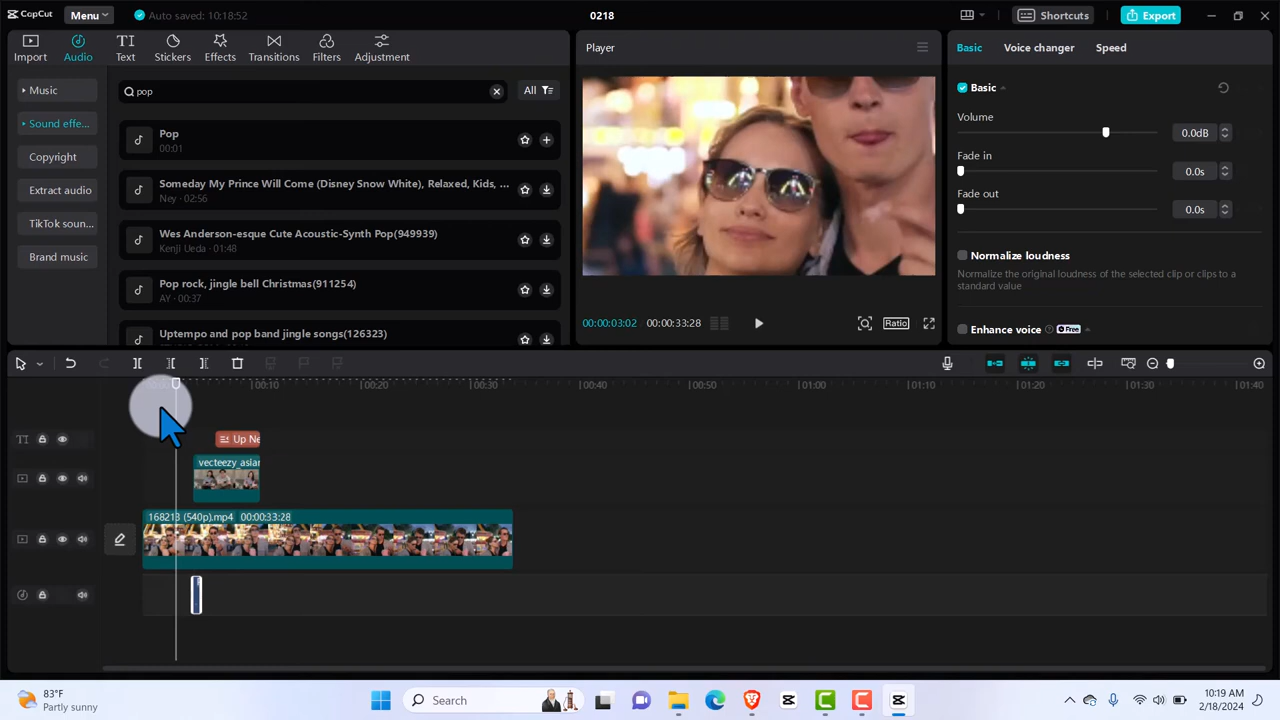 CapCut
Menu
Auto saved: 10:18:52
0218
Shortcuts
Export
Import
Audio
Text
Stickers
Effects
Transitions
Filters
Adjustment
Music
Sound effe...
Copyright
Extract audio
TikTok soun...
Brand music
pop
All
Pop
00:01
Someday My Prince Will Come (Disney Snow White), Relaxed, Kids, ...
Ney - 02:56
Wes Anderson-esque Cute Acoustic-Synth Pop(949939)
Kenji Ueda - 01:48
Pop rock, jingle bell Christmas(911254)
AY - 00:37
Uptempo and pop band jingle songs(126323)
Player
00:00:03:02
00:00:33:28
Ratio
Basic
Voice changer
Speed
Basic
Volume
0.0dB
Fade in
0.0s
Fade out
0.0s
Normalize loudness
Normalize the original loudness of the selected clip or clips to a
standard value
Enhance voice
Free
00:10
00:20
00:30
00:40
00:50
01:00
01:10
01:20
01:30
01:40
TI
Up Ne
vecteezy_asian
168213 (540p).mp4 00:00:33:28
83°F
Partly sunny
Search
10:19 AM
2/18/2024